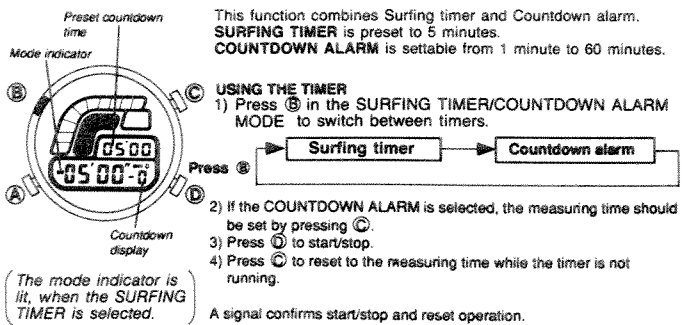 Preset countdown
time
Mode indicator
B
C
05'00
05'00"-0
A
D
Countdown
display
The mode indicator is
lit, when the SURFING
TIMER is selected.
This function combines Surfing timer and Countdown alarm.
SURFING TIMER is preset to 5 minutes.
COUNTDOWN ALARM is settable from 1 minute to 60 minutes.
USING THE TIMER
1) Press Ⓑ in the SURFING TIMER/COUNTDOWN ALARM
MODE to switch between timers.
Surfing timer
Countdown alarm
Press Ⓑ
2) If the COUNTDOWN ALARM is selected, the measuring time should
be set by pressing Ⓒ.
3) Press Ⓓ to start/stop.
4) Press Ⓒ to reset to the measuring time while the timer is not
running.
A signal confirms start/stop and reset operation.